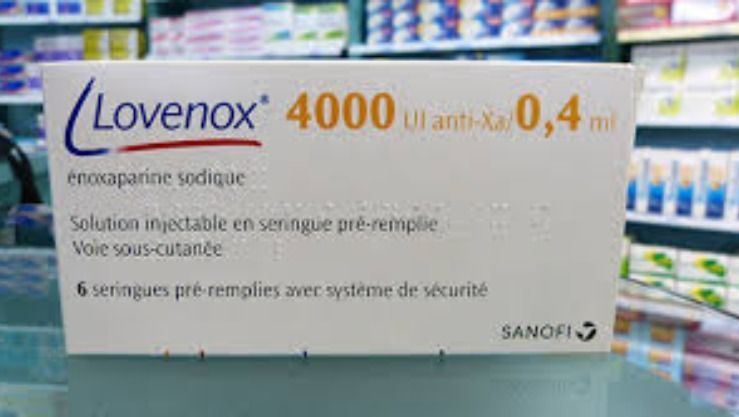 Lovenox® 4000 UI anti-Xa/0,4 ml
énoxaparine sodique
Solution injectable en seringue pré-remplie
Voie sous-cutanée
6 seringues pré-remplies avec système de sécurité
SANOFI